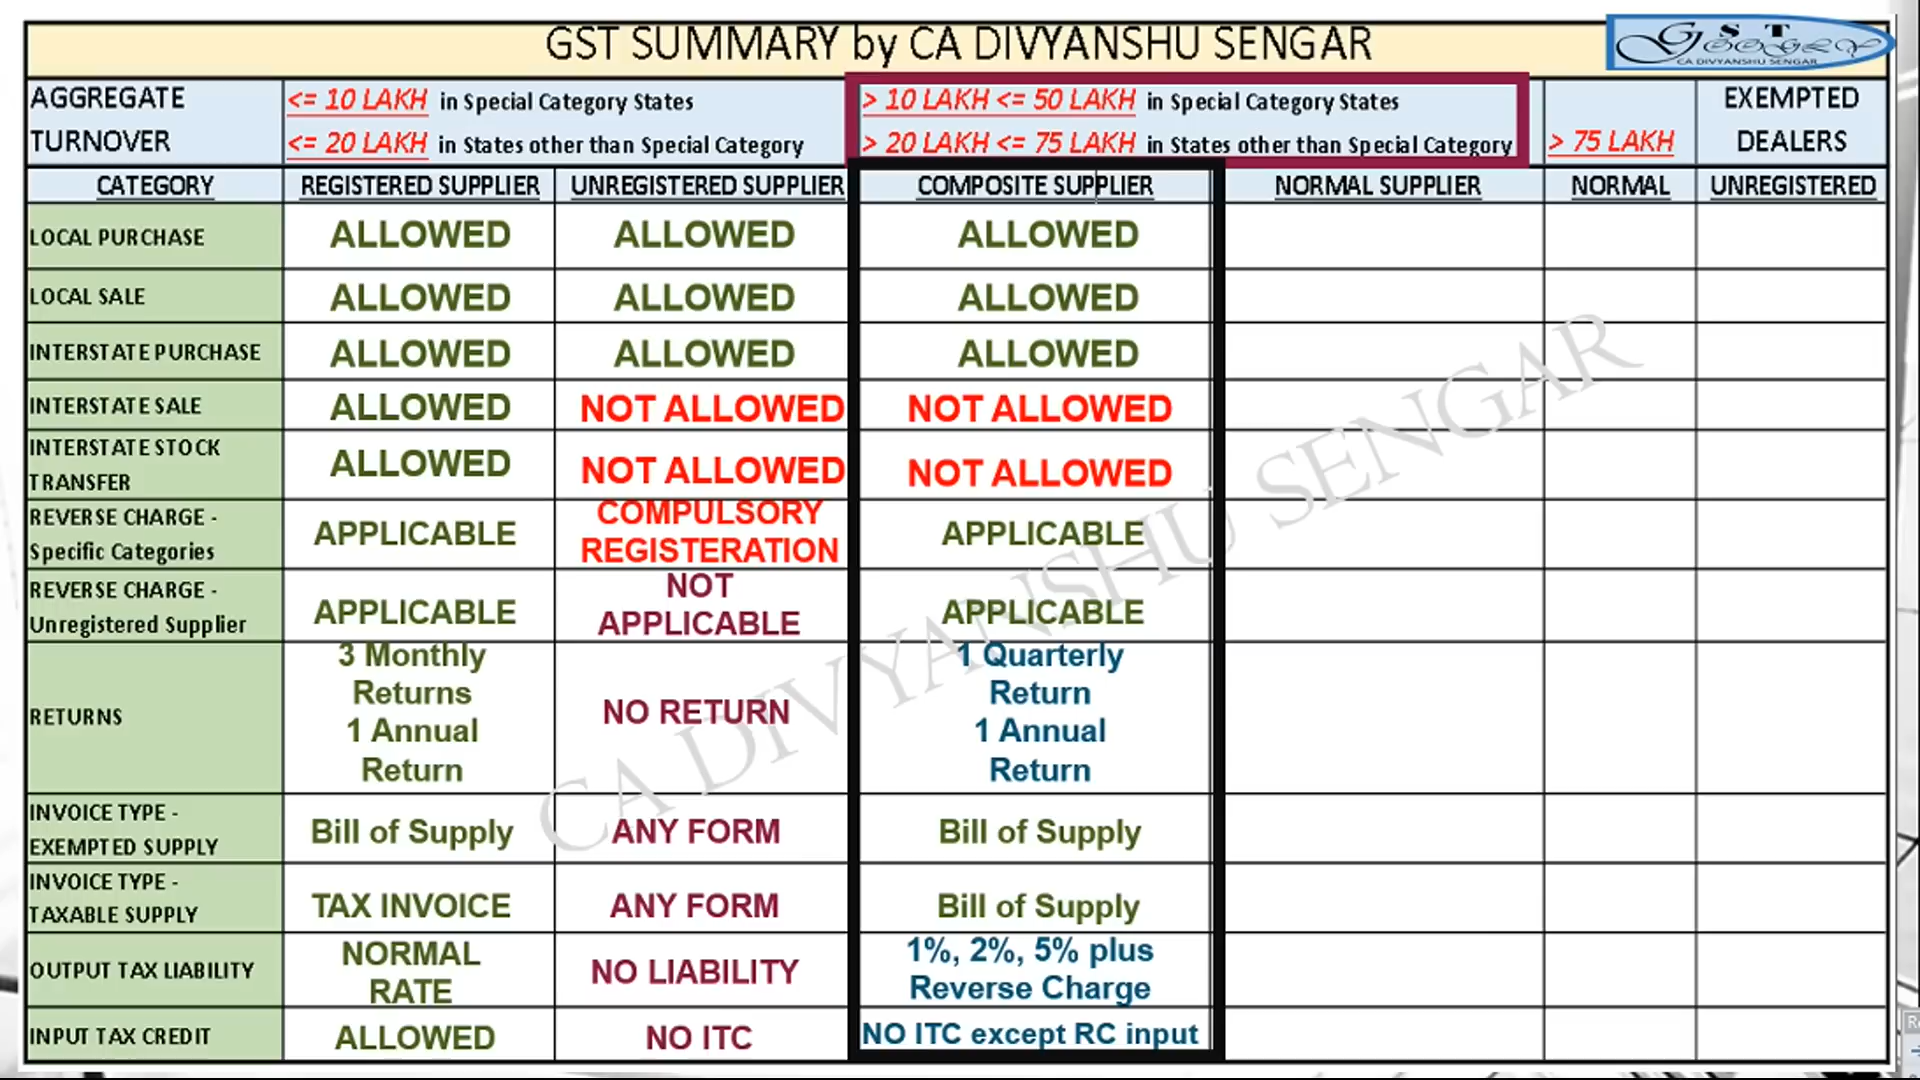 GST SUMMARY by CA DIVYANSHU SENGAR
GST
GOOGLY
CA DIVYANSHU SENGAR
AGGREGATE TURNOVER
<= 10 LAKH in Special Category States
<= 20 LAKH in States other than Special Category
> 10 LAKH <= 50 LAKH in Special Category States
> 20 LAKH <= 75 LAKH in States other than Special Category
> 75 LAKH
EXEMPTED DEALERS
CATEGORY REGISTERED SUPPLIER UNREGISTERED SUPPLIER COMPOSITE SUPPLIER NORMAL SUPPLIER NORMAL UNREGISTERED
LOCAL PURCHASE ALLOWED ALLOWED ALLOWED
LOCAL SALE ALLOWED ALLOWED ALLOWED
INTERSTATE PURCHASE ALLOWED ALLOWED ALLOWED
INTERSTATE SALE ALLOWED NOT ALLOWED NOT ALLOWED
INTERSTATE STOCK
TRANSFER
ALLOWED NOT ALLOWED NOT ALLOWED
REVERSE CHARGE -
Specific Categories
APPLICABLE
COMPULSORY
REGISTERATION
APPLICABLE
REVERSE CHARGE -
Unregistered Supplier
APPLICABLE
NOT
APPLICABLE
APPLICABLE
RETURNS
3 Monthly
Returns
1 Annual
Return
NO RETURN
1 Quarterly
Return
1 Annual
Return
INVOICE TYPE -
EXEMPTED SUPPLY
Bill of Supply ANY FORM Bill of Supply
INVOICE TYPE -
TAXABLE SUPPLY
TAX INVOICE ANY FORM Bill of Supply
OUTPUT TAX LIABILITY
NORMAL
RATE
NO LIABILITY
1%, 2%, 5% plus
Reverse Charge
INPUT TAX CREDIT ALLOWED NO ITC NO ITC except RC input
CA DIVYANSHU SENGAR